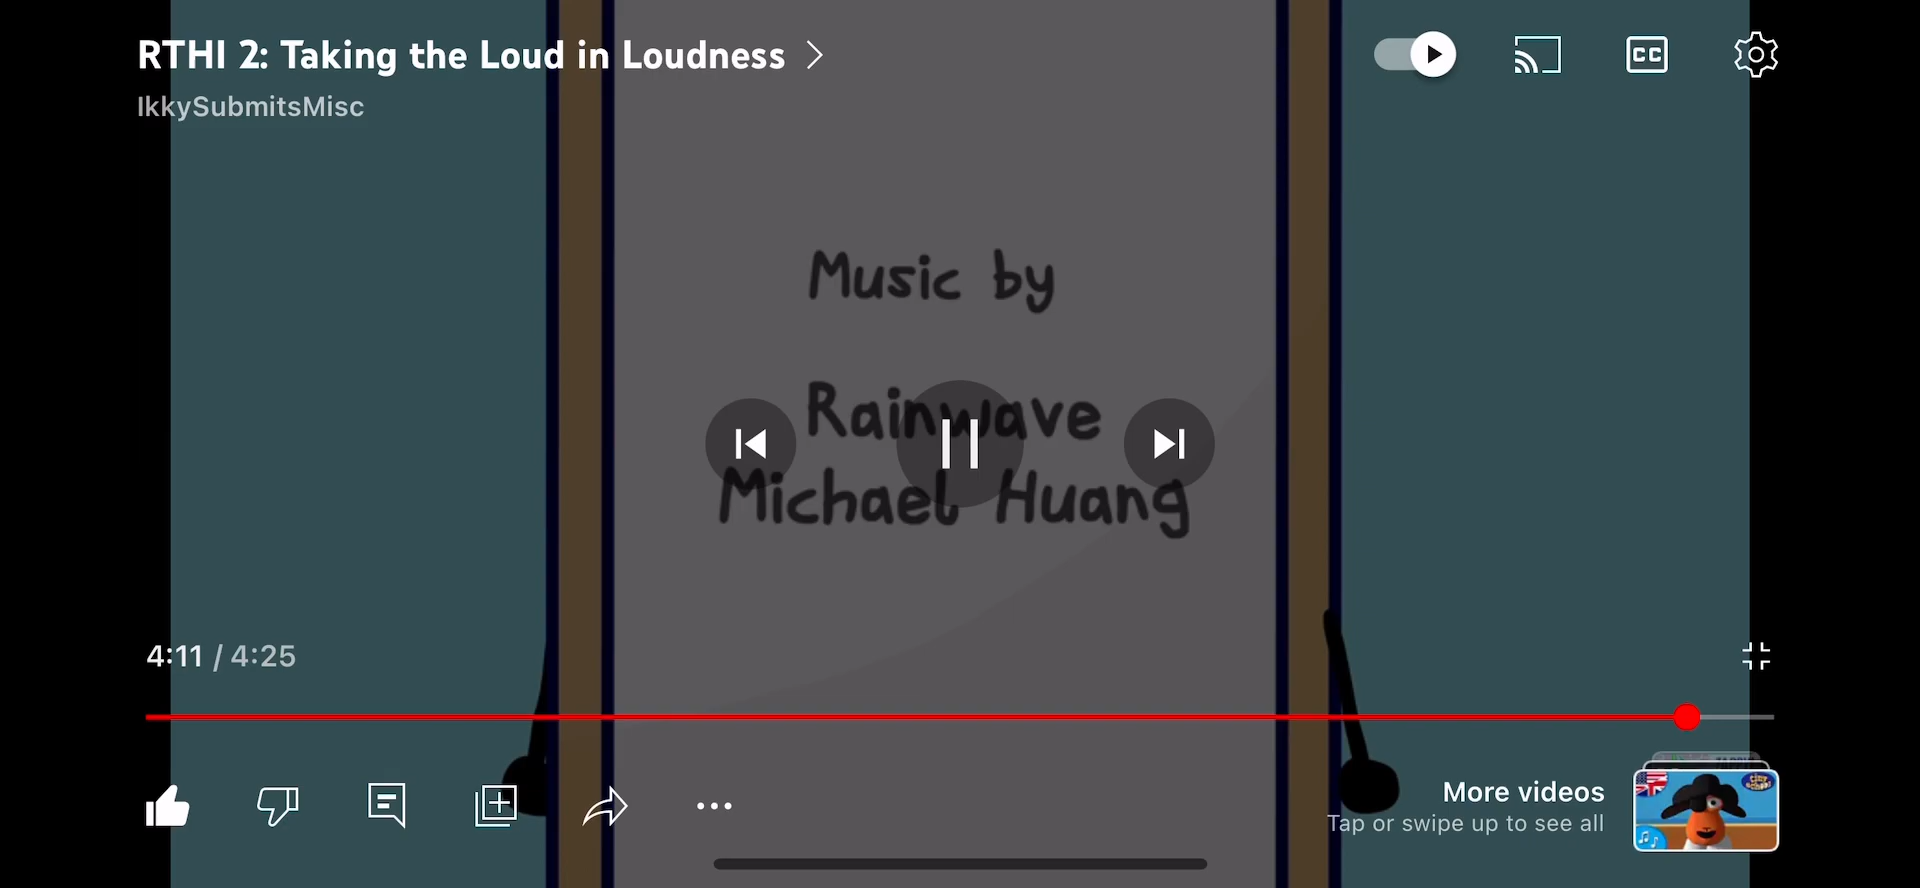 RTHI 2: Taking the Loud in Loudness
IkkySubmitsMisc
CC
Music by
Rainwave
Michael Huang
4:11 / 4:25
More videos
Tap or swipe up to see all